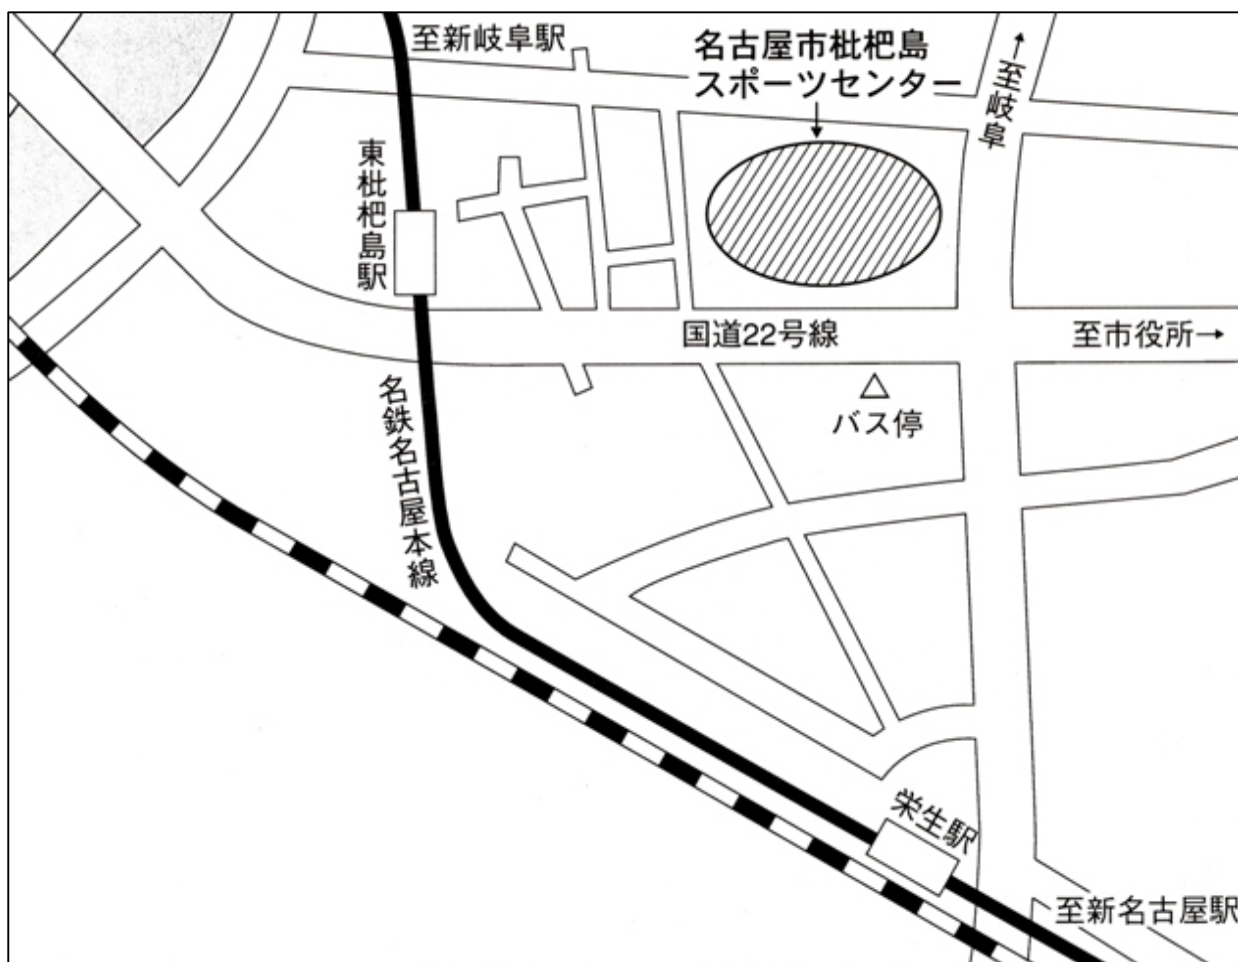 至新岐阜駅
名古屋市枇杷島
スポーツセンター
至岐阜
東枇杷島駅
国道22号線
至市役所→
バス停
名鉄名古屋本線
栄生駅
至新名古屋駅